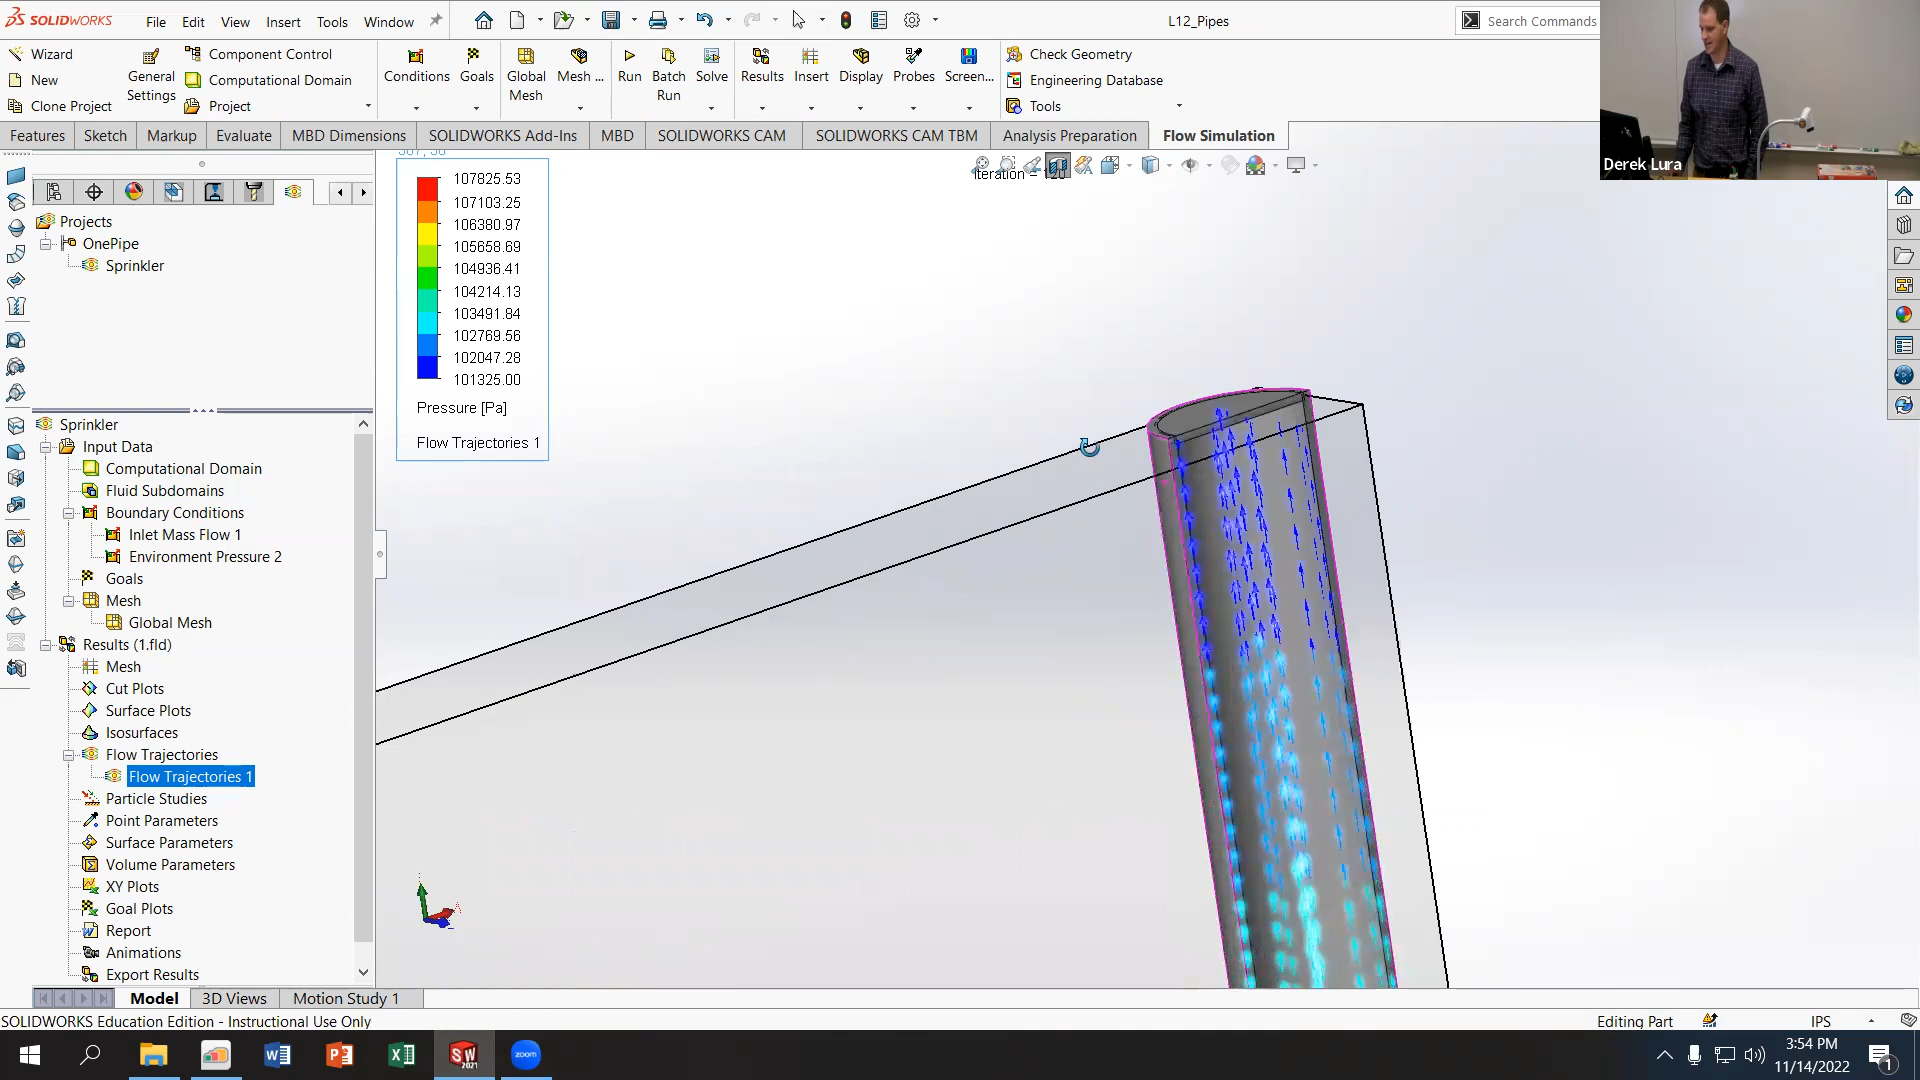 SOLIDWORKS File Edit View Insert Tools Window L12_Pipes Search Commands
Wizard
New
Clone Project
General Settings
Component Control
Computational Domain
Project
Conditions
Goals
Global Mesh
Mesh ...
Run
Batch Run
Solve
Results
Insert
Display
Probes
Screen...
Check Geometry
Engineering Database
Tools
Features Sketch Markup Evaluate MBD Dimensions SOLIDWORKS Add-Ins MBD SOLIDWORKS CAM SOLIDWORKS CAM TBM Analysis Preparation Flow Simulation
Derek Lura
Iteration = 120
Projects
OnePipe
Sprinkler
107825.53
107103.25
106380.97
105658.69
104936.41
104214.13
103491.84
102769.56
102047.28
101325.00
Pressure [Pa]
Flow Trajectories 1
Sprinkler
Input Data
Computational Domain
Fluid Subdomains
Boundary Conditions
Inlet Mass Flow 1
Environment Pressure 2
Goals
Mesh
Global Mesh
Results (1.fld)
Mesh
Cut Plots
Surface Plots
Isosurfaces
Flow Trajectories
Flow Trajectories 1
Particle Studies
Point Parameters
Surface Parameters
Volume Parameters
XY Plots
Goal Plots
Report
Animations
Export Results
Model 3D Views Motion Study 1
SOLIDWORKS Education Edition - Instructional Use Only Editing Part IPS
SW 2021
zoom
3:54 PM
11/14/2022
1